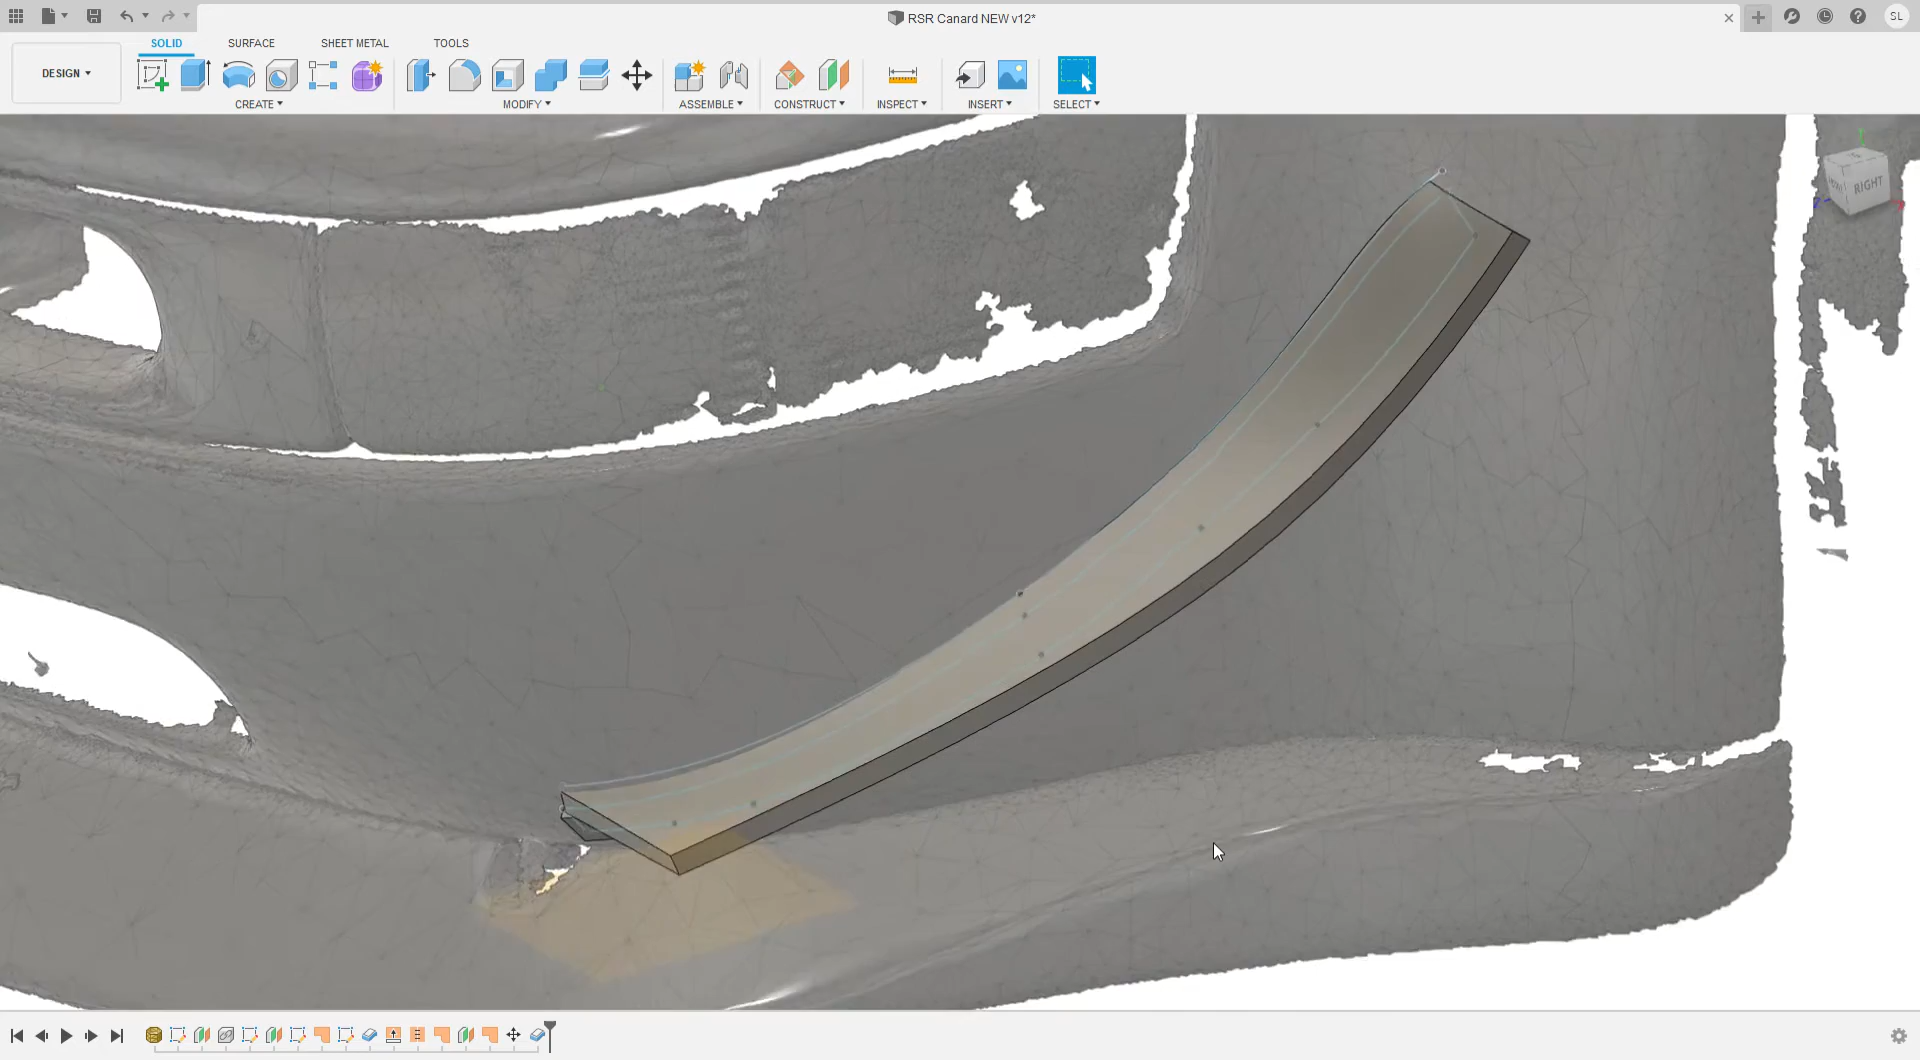 RSR Canard NEW v12*
SL
SOLID
SURFACE
SHEET METAL
TOOLS
DESIGN
CREATE
MODIFY
ASSEMBLE
CONSTRUCT
INSPECT
INSERT
SELECT
RIGHT